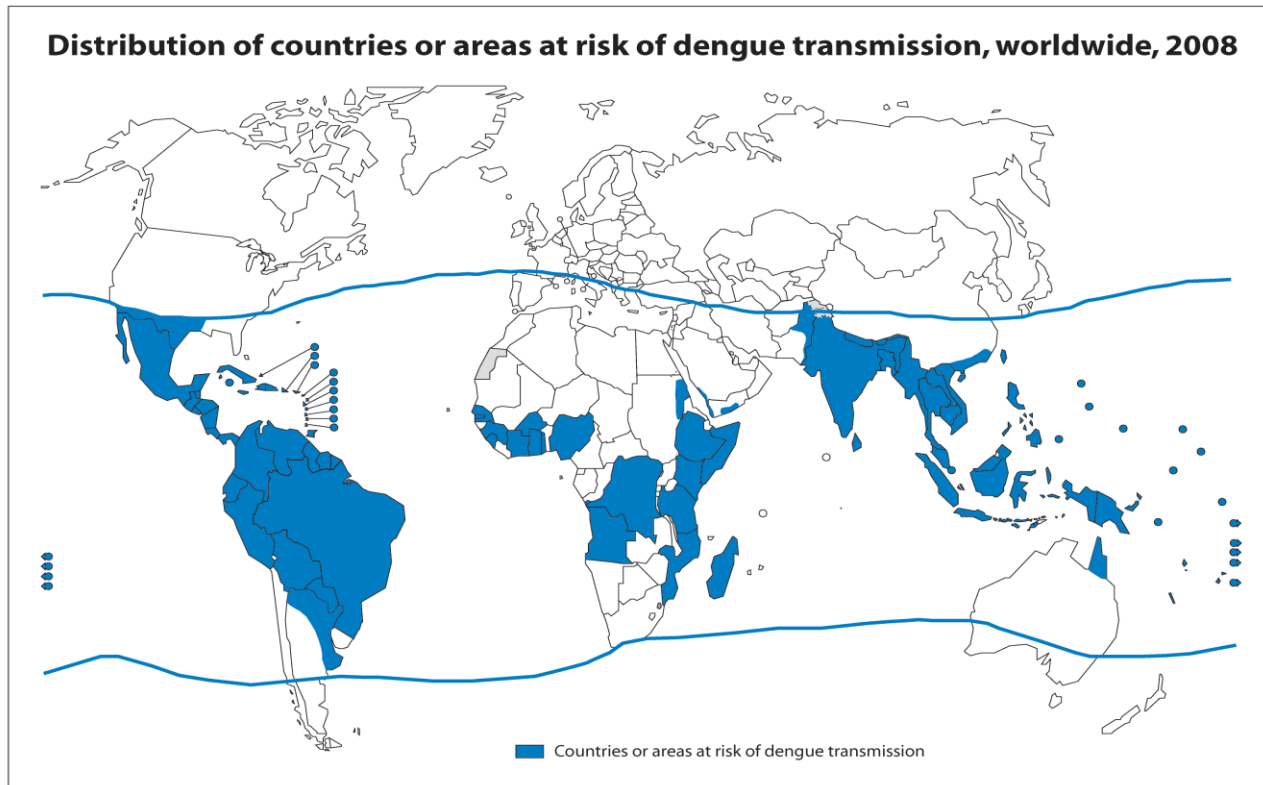 Distribution of countries or areas at risk of dengue transmission, worldwide, 2008
Countries or areas at risk of dengue transmission